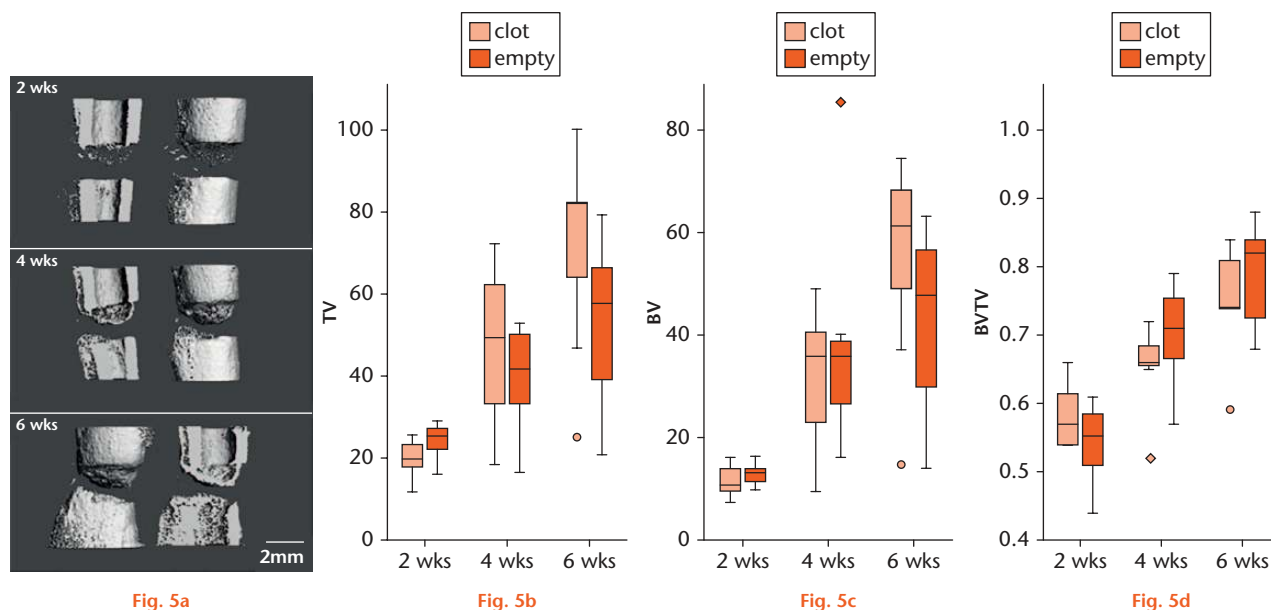 2 wks
4 wks
6 wks
2mm
Fig. 5a
clot
empty
TV
100
80
60
40
20
0
2 wks 4 wks 6 wks
Fig. 5b
clot
empty
BV
80
60
40
20
0
2 wks 4 wks 6 wks
Fig. 5c
clot
empty
BVTV
1.0
0.9
0.8
0.7
0.6
0.5
0.4
2 wks 4 wks 6 wks
Fig. 5d